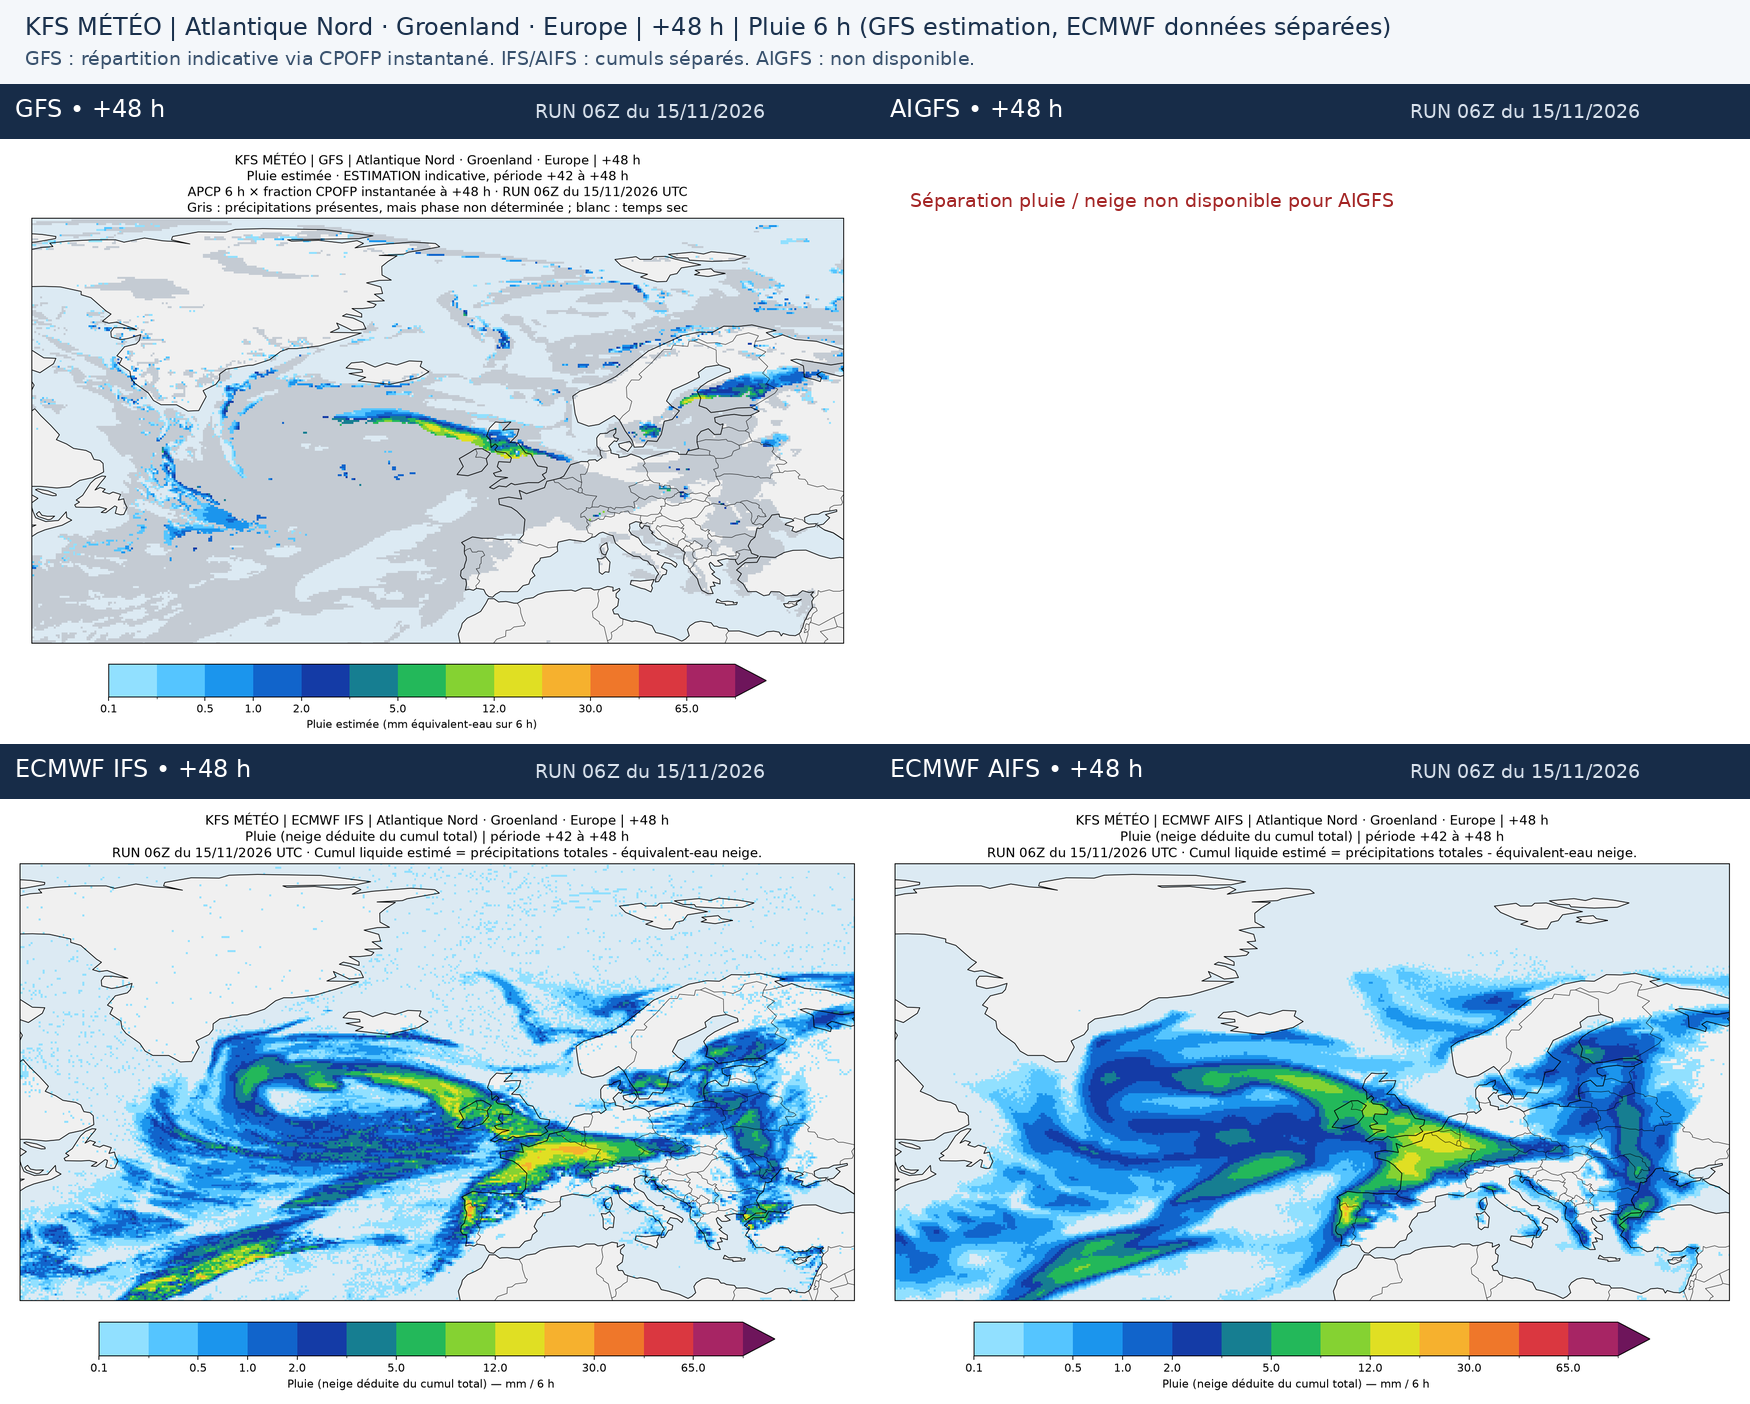 KFS MÉTÉO | Atlantique Nord · Groenland · Europe | +48 h | Pluie 6 h (GFS estimation, ECMWF données séparées)
GFS : répartition indicative via CPOFP instantané. IFS/AIFS : cumuls séparés. AIGFS : non disponible.
GFS • +48 h
RUN 06Z du 15/11/2026
AIGFS • +48 h
RUN 06Z du 15/11/2026
KFS MÉTÉO | GFS | Atlantique Nord · Groenland · Europe | +48 h
Pluie estimée · ESTIMATION indicative, période +42 à +48 h
APCP 6 h × fraction CPOFP instantanée à +48 h · RUN 06Z du 15/11/2026 UTC
Gris : précipitations présentes, mais phase non déterminée ; blanc : temps sec
Séparation pluie / neige non disponible pour AIGFS
0.1 0.5 1.0 2.0 5.0 12.0 30.0 65.0
Pluie estimée (mm équivalent-eau sur 6 h)
ECMWF IFS • +48 h
RUN 06Z du 15/11/2026
ECMWF AIFS • +48 h
RUN 06Z du 15/11/2026
KFS MÉTÉO | ECMWF IFS | Atlantique Nord · Groenland · Europe | +48 h
Pluie (neige déduite du cumul total) | période +42 à +48 h
RUN 06Z du 15/11/2026 UTC · Cumul liquide estimé = précipitations totales - équivalent-eau neige.
KFS MÉTÉO | ECMWF AIFS | Atlantique Nord · Groenland · Europe | +48 h
Pluie (neige déduite du cumul total) | période +42 à +48 h
RUN 06Z du 15/11/2026 UTC · Cumul liquide estimé = précipitations totales - équivalent-eau neige.
0.1 0.5 1.0 2.0 5.0 12.0 30.0 65.0
Pluie (neige déduite du cumul total) — mm / 6 h
0.1 0.5 1.0 2.0 5.0 12.0 30.0 65.0
Pluie (neige déduite du cumul total) — mm / 6 h